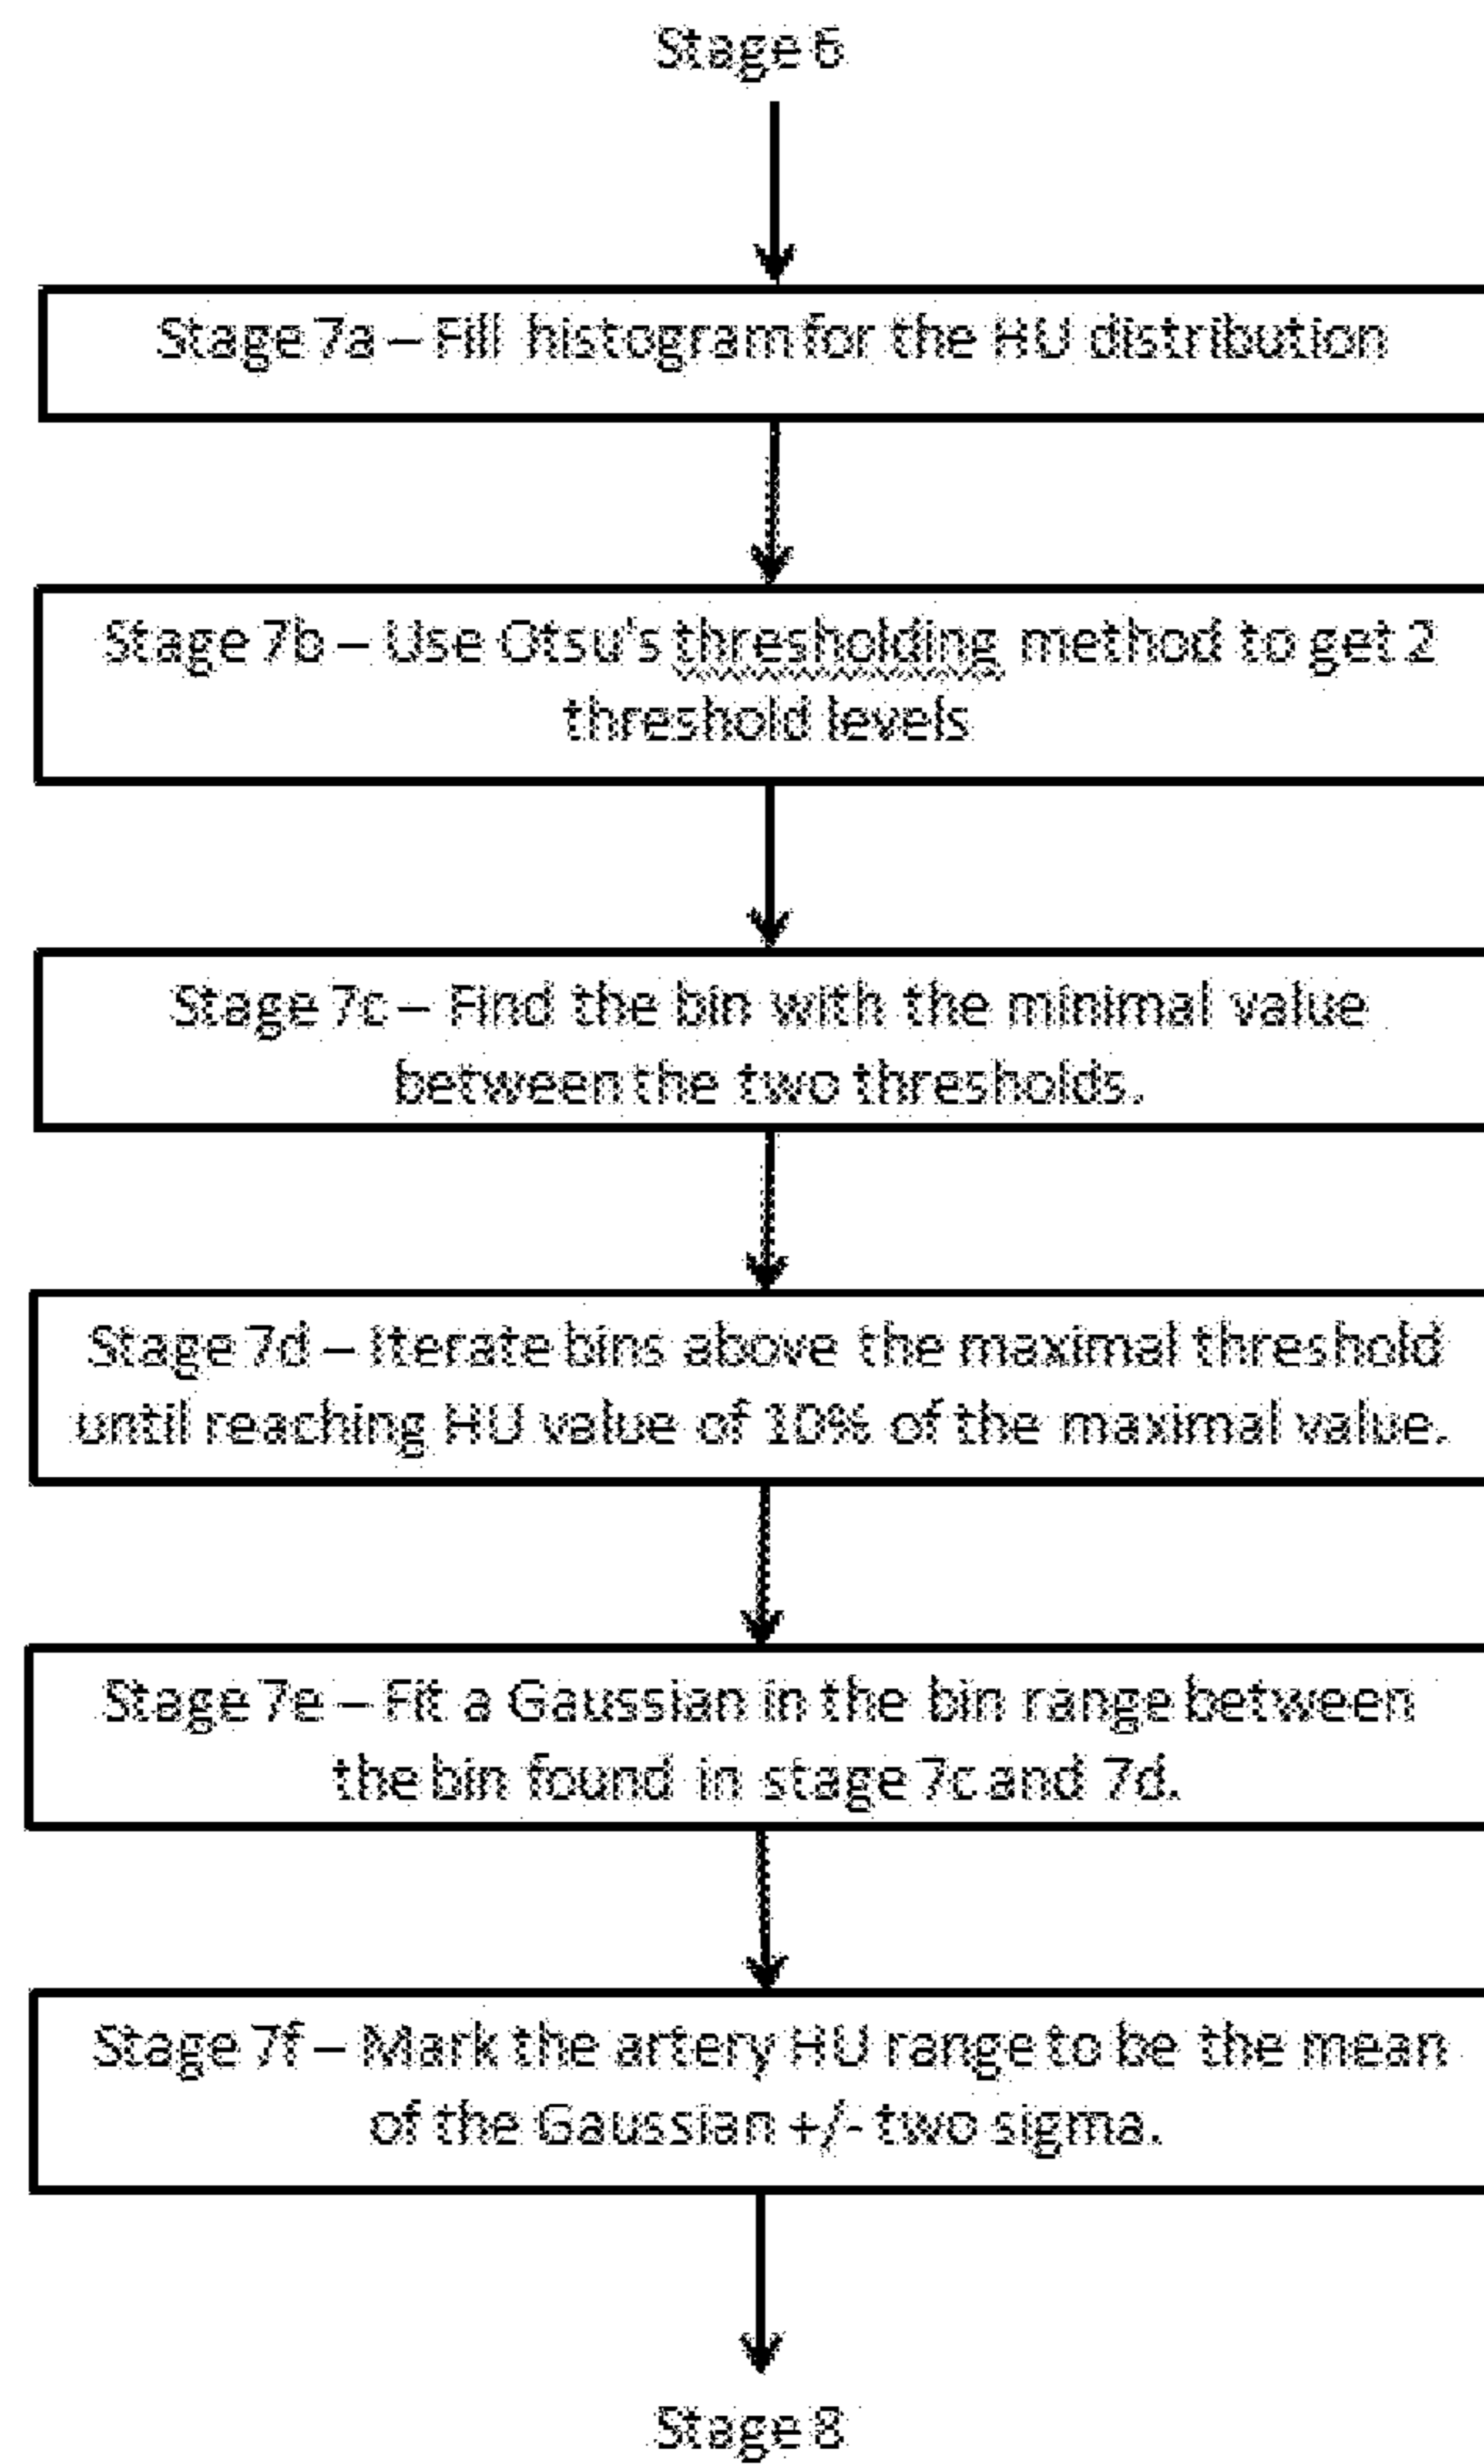 Stage 6
Stage 7a – Fill histogram for the HU distribution
Stage 7b – Use Otsu's thresholding method to get 2
threshold levels
Stage 7c – Find the bin with the minimal value
between the two thresholds.
Stage 7d – Iterate bins above the maximal threshold
until reaching HU value of 10% of the maximal value.
Stage 7e – Fit a Gaussian in the bin range between
the bin found in stage 7c and 7d.
Stage 7f – Mark the artery HU range to be the mean
of the Gaussian +/- two sigma.
Stage 8